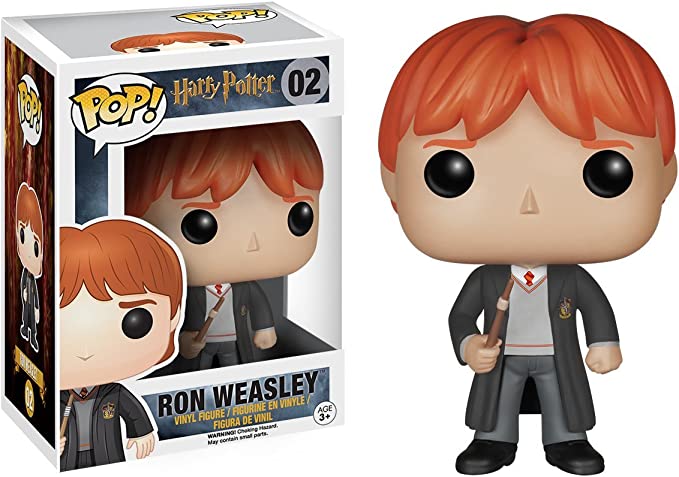 POP!
Harry Potter
02
POP!
RON WEASLEY
VINYL FIGURE / FIGURINE EN VINYLE /
FIGURA DE VINIL
AGE
3+
WARNING! Choking Hazard.
May contain small parts.
02